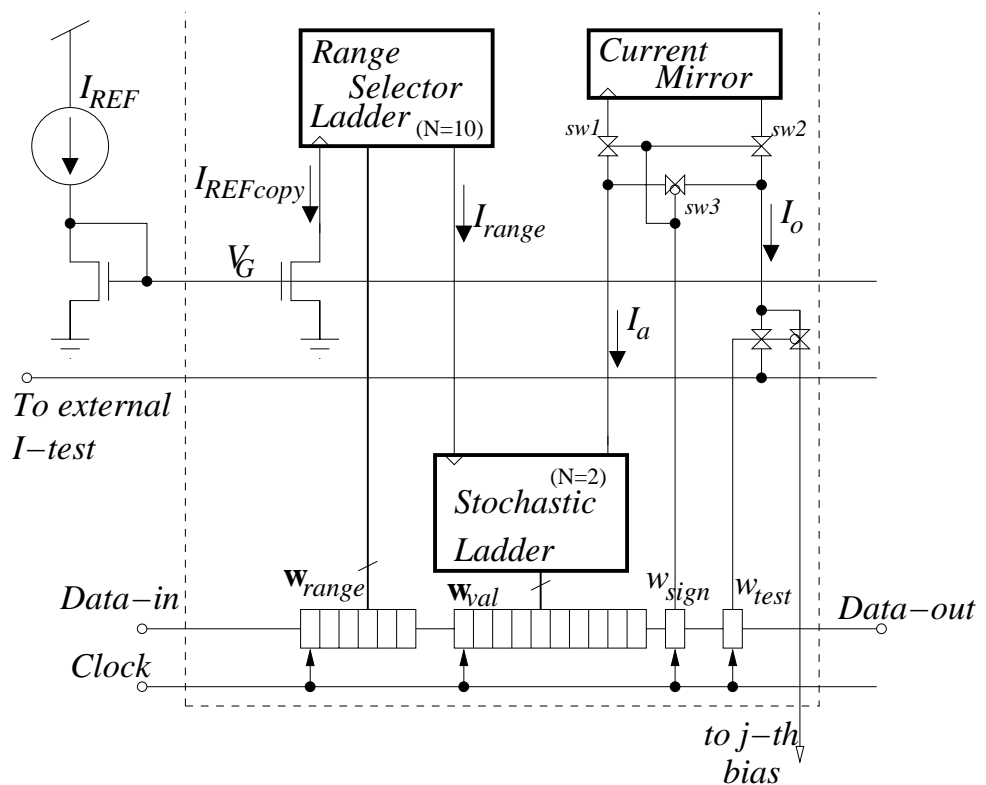 Range
Selector
Ladder (N=10)
Current
Mirror
I_REF
sw1
sw2
sw3
I_REFcopy
I_range
I_o
V_G
I_a
To external
I−test
(N=2)
Stochastic
Ladder
w_range
w_val
w_sign
w_test
Data−in
Data−out
Clock
to j−th
bias